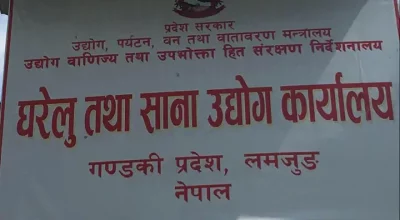 प्रदेश सरकार
उद्योग, पर्यटन, वन तथा वातावरण मन्त्रालय
उद्योग वाणिज्य तथा उपभोक्ता हित संरक्षण निर्देशनालय
घरेलु तथा साना उद्योग कार्यालय
गण्डकी प्रदेश, लमजुङ
नेपाल